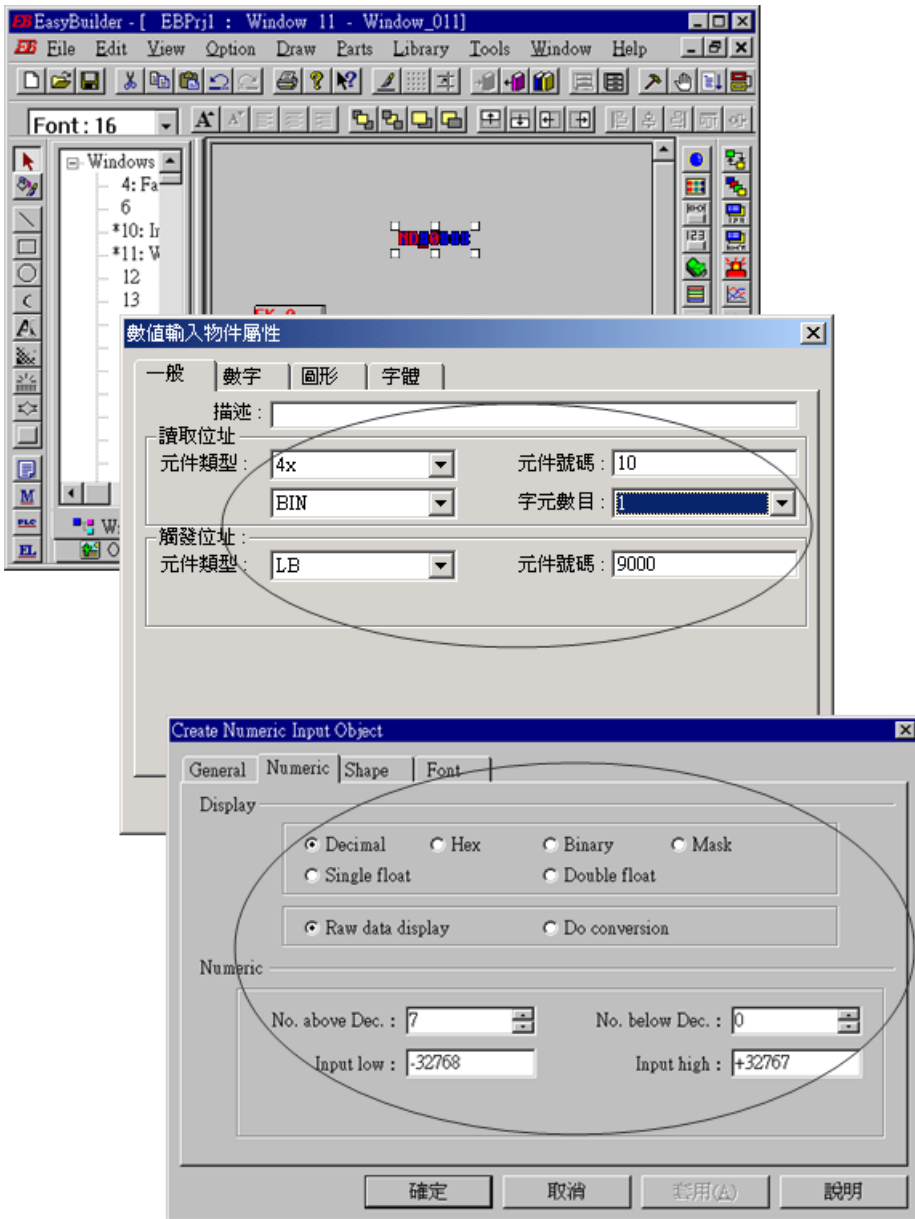 EB EasyBuilder - [ EBPrj1 : Window 11 - Window_011]
EB File Edit View Option Draw Parts Library Tools Window Help
Font : 16
Windows
4: Fa
6
*10: Ir
*11: W
12
13
數值輸入物件屬性
一般 數字 圖形 字體
描述 :
讀取位址
元件類型 : 4x 元件號碼 : 10
BIN 字元數目 : 1
觸發位址 :
元件類型 : LB 元件號碼 : 9000
Create Numeric Input Object
General Numeric Shape Font
Display
Decimal Hex Binary Mask
Single float Double float
Raw data display Do conversion
Numeric
No. above Dec. : 7 No. below Dec. : 0
Input low : -32768 Input high : +32767
確定 取消 套用(A) 說明